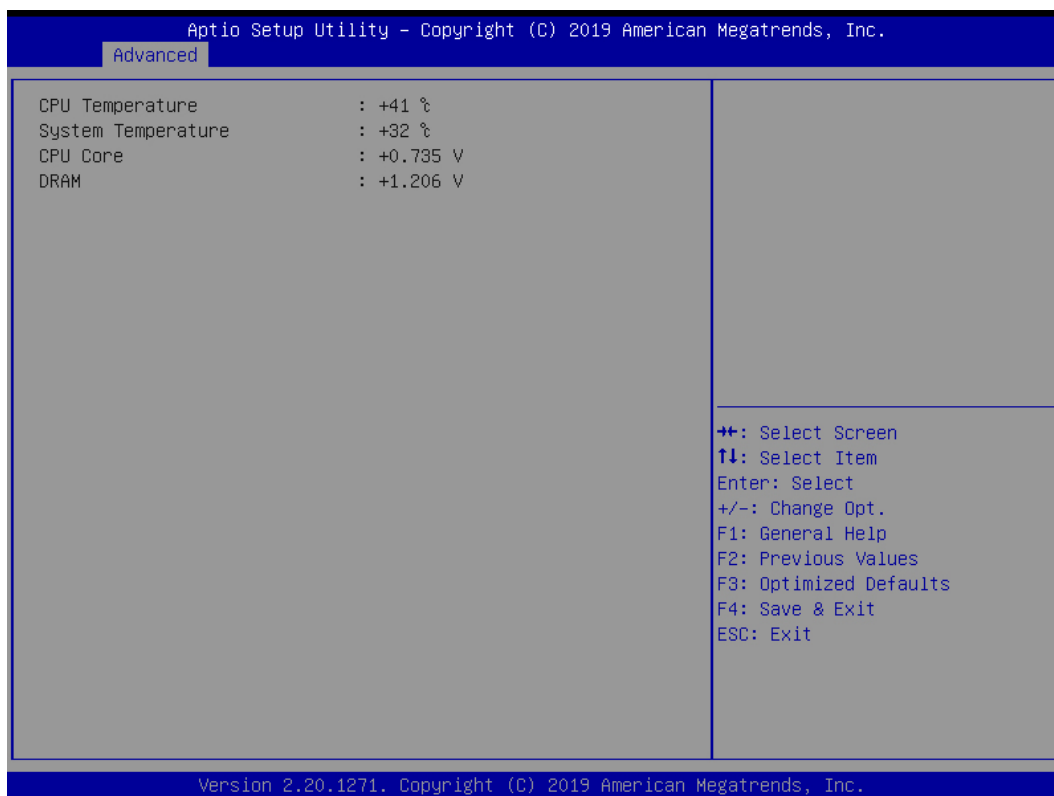 Aptio Setup Utility – Copyright (C) 2019 American Megatrends, Inc.
Advanced
CPU Temperature : +41 ℃
System Temperature : +32 ℃
CPU Core : +0.735 V
DRAM : +1.206 V
→←: Select Screen
↑↓: Select Item
Enter: Select
+/-: Change Opt.
F1: General Help
F2: Previous Values
F3: Optimized Defaults
F4: Save & Exit
ESC: Exit
Version 2.20.1271. Copyright (C) 2019 American Megatrends, Inc.